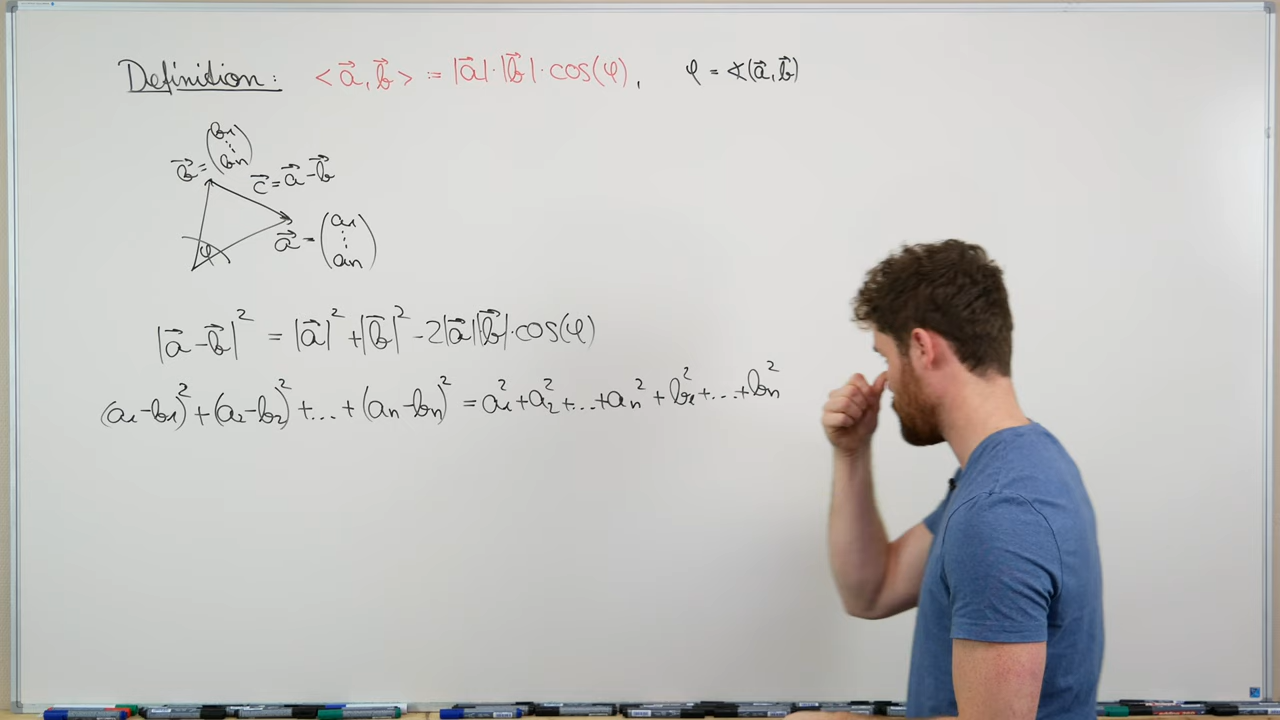 Definition: <a⃗, b⃗> = |a⃗|·|b⃗|·cos(φ), φ = ∢(a⃗, b⃗)
b⃗ = (b₁ ⋮ bₙ)
c⃗ = a⃗ - b⃗
a⃗ = (a₁ ⋮ aₙ)
φ
|a⃗ - b⃗|² = |a⃗|² + |b⃗|² - 2|a⃗||b⃗|·cos(φ)
(a₁ - b₁)² + (a₂ - b₂)² + ... + (aₙ - bₙ)² = a₁² + a₂² + ... + aₙ² + b₁² + ... + bₙ²